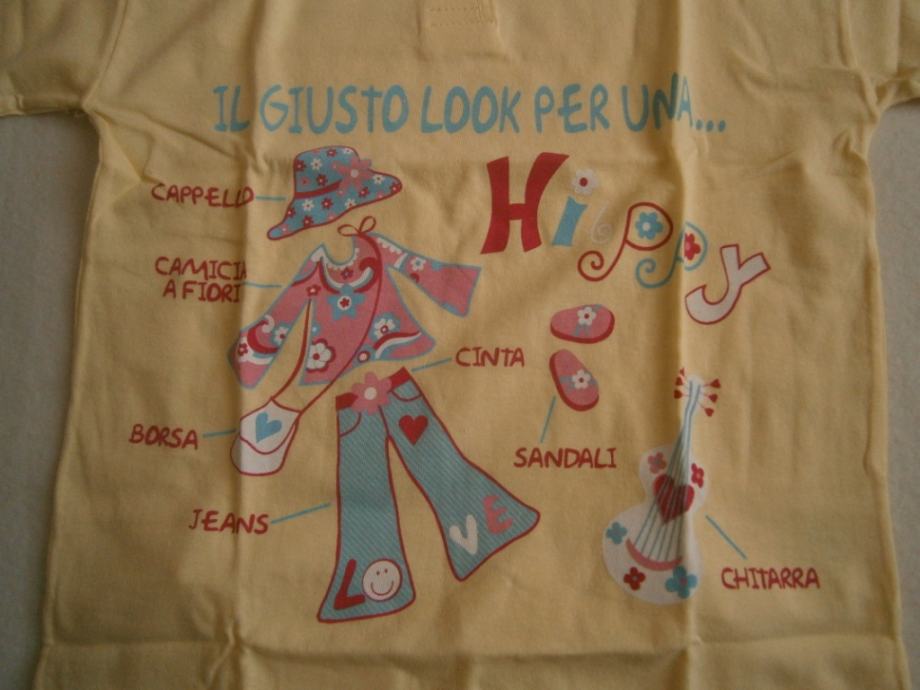 IL GIUSTO LOOK PER UNA...
Hippy
CAPPELLO
CAMICIA
A FIORI
CINTA
BORSA
SANDALI
JEANS
LOVE
CHITARRA